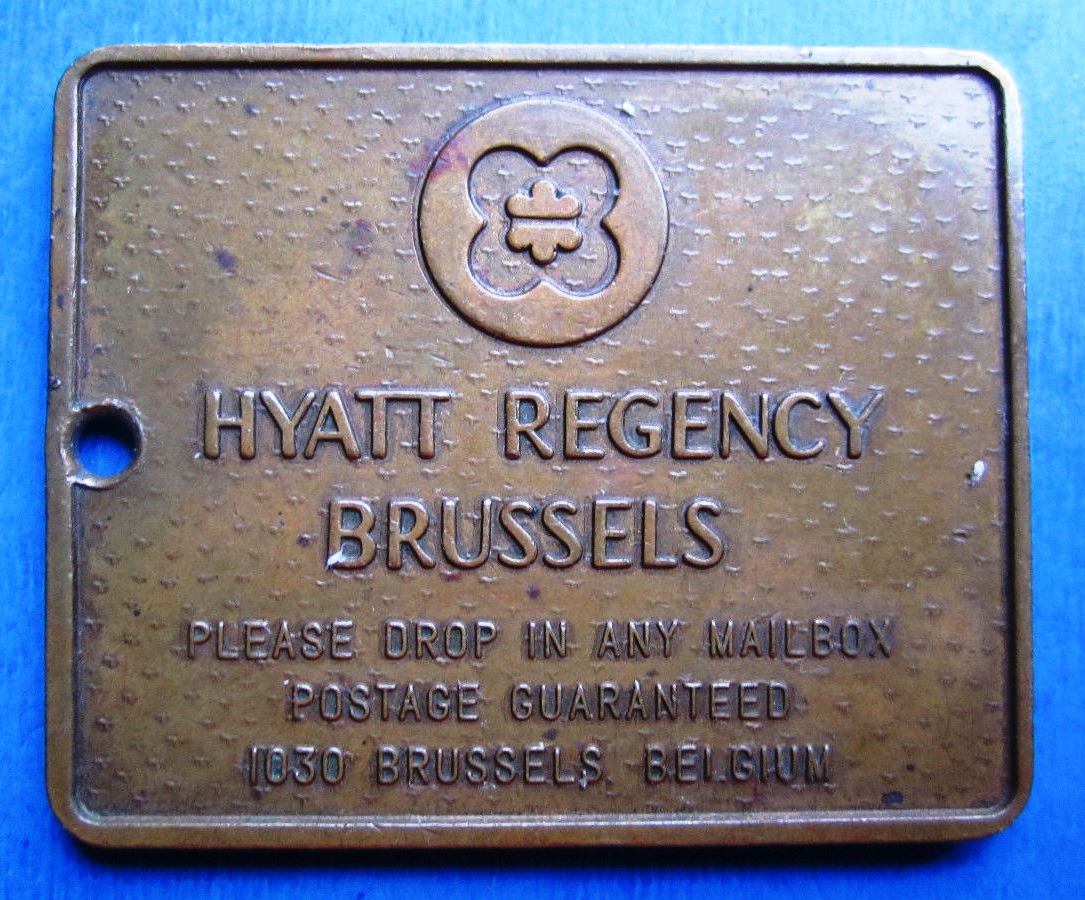 HYATT REGENCY
BRUSSELS
PLEASE DROP IN ANY MAILBOX
POSTAGE GUARANTEED
1030 BRUSSELS BELGIUM